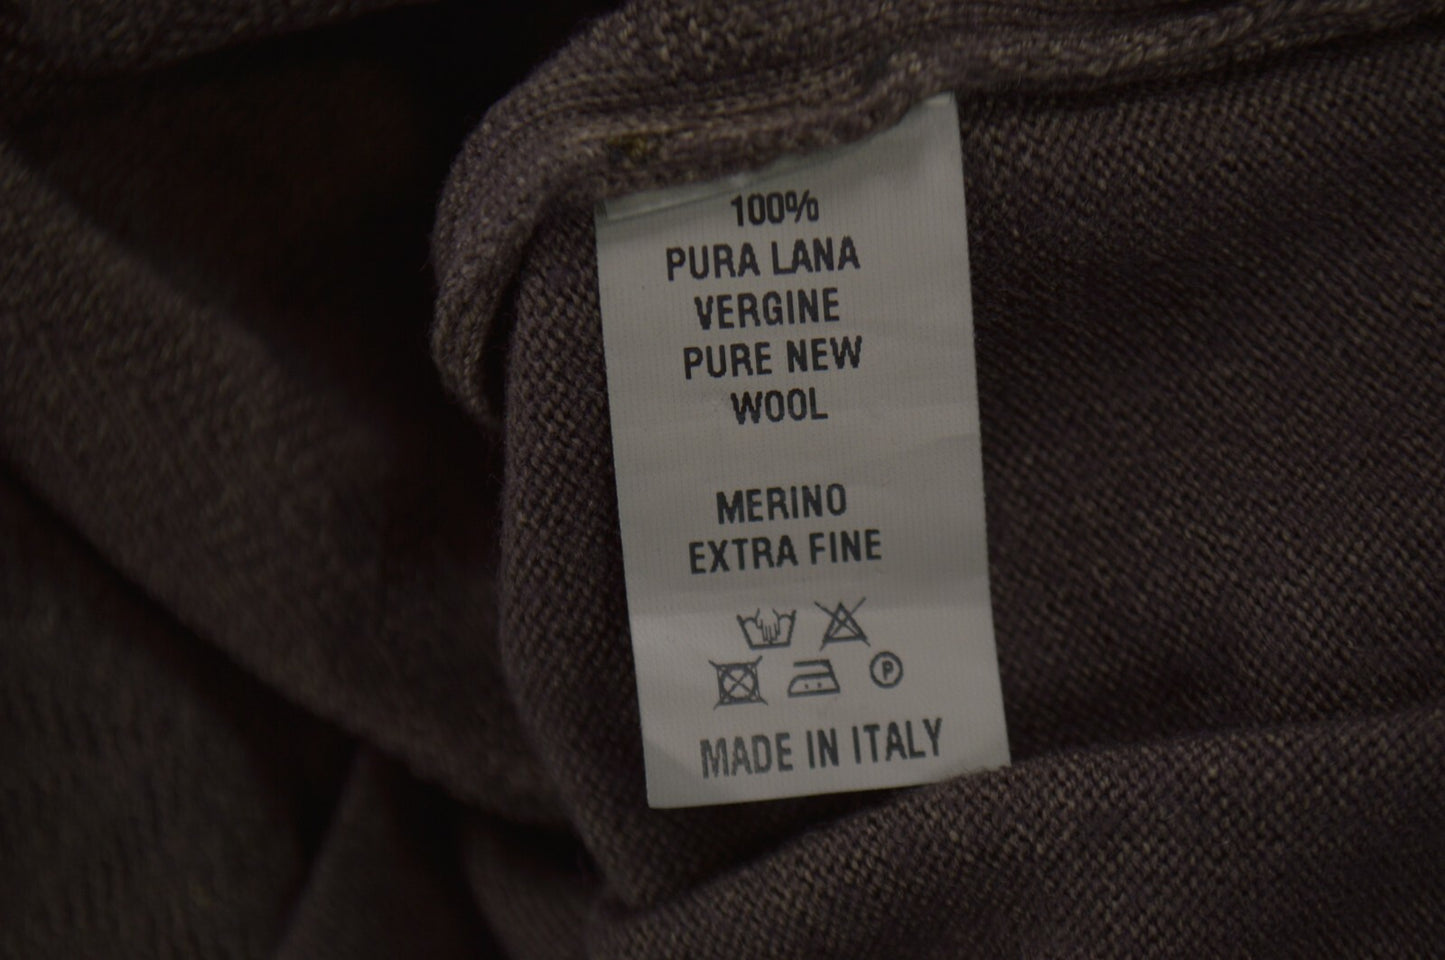 100%
PURA LANA
VERGINE
PURE NEW
WOOL
MERINO
EXTRA FINE
P
MADE IN ITALY